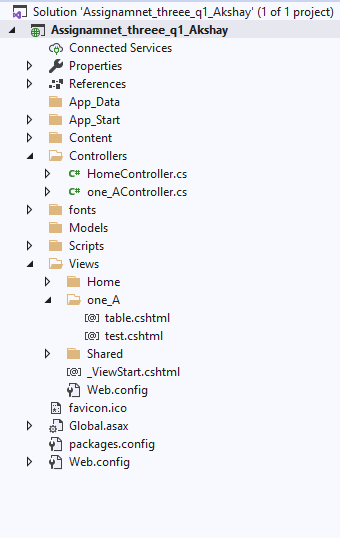 Solution 'Assignamnet_threee_q1_Akshay' (1 of 1 project)
Assignamnet_threee_q1_Akshay
Connected Services
Properties
References
App_Data
App_Start
Content
Controllers
C# HomeController.cs
C# one_AController.cs
fonts
Models
Scripts
Views
Home
one_A
[@] table.cshtml
[@] test.cshtml
Shared
[@] _ViewStart.cshtml
Web.config
favicon.ico
Global.asax
packages.config
Web.config